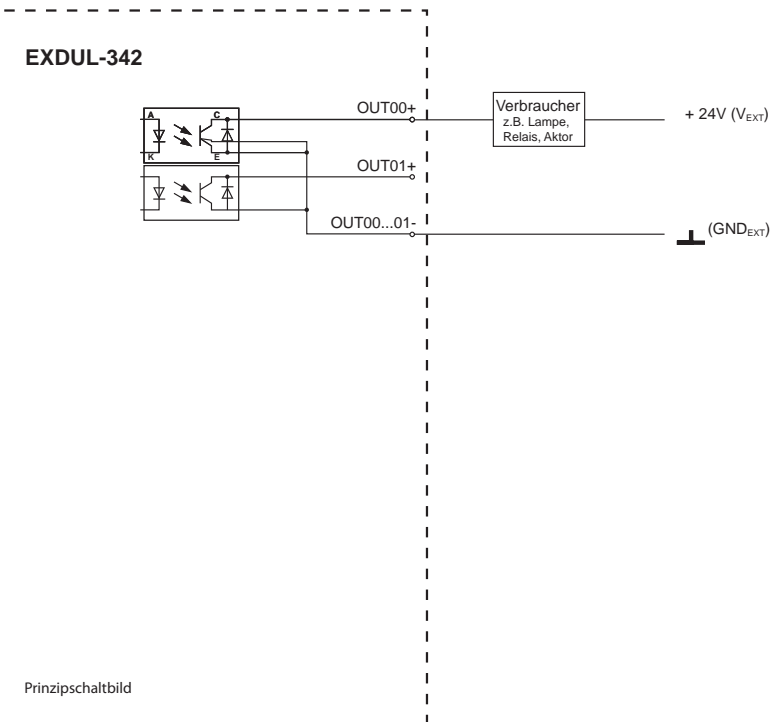 EXDUL-342
A
C
K
E
OUT00+
OUT01+
OUT00...01-
Verbraucher
z.B. Lampe,
Relais, Aktor
+ 24V (VEXT)
(GNDEXT)
Prinzipschaltbild